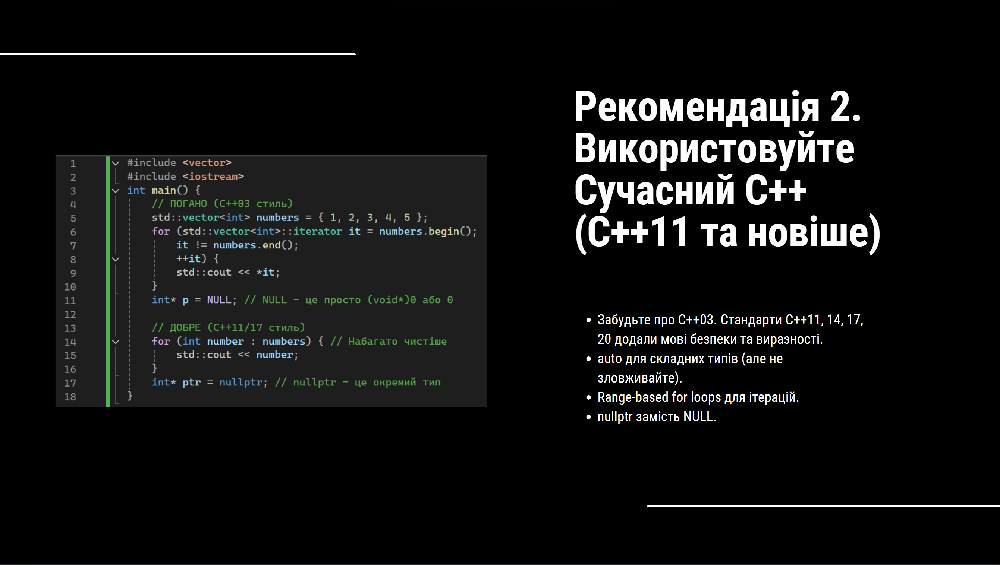 1 #include <vector>
2 #include <iostream>
3 int main() {
4 // ПОГАНО (C++03 стиль)
5 std::vector<int> numbers = { 1, 2, 3, 4, 5 };
6 for (std::vector<int>::iterator it = numbers.begin();
7 it != numbers.end();
8 ++it) {
9 std::cout << *it;
10 }
11 int* p = NULL; // NULL - це просто (void*)0 або 0
12
13 // ДОБРЕ (C++11/17 стиль)
14 for (int number : numbers) { // Набагато чистіше
15 std::cout << number;
16 }
17 int* ptr = nullptr; // nullptr - це окремий тип
18 }
Рекомендація 2.
Використовуйте
Сучасний C++
(C++11 та новіше)
• Забудьте про C++03. Стандарти C++11, 14, 17,
20 додали мові безпеки та виразності.
• auto для складних типів (але не
зловживайте).
• Range-based for loops для ітерацій.
• nullptr замість NULL.